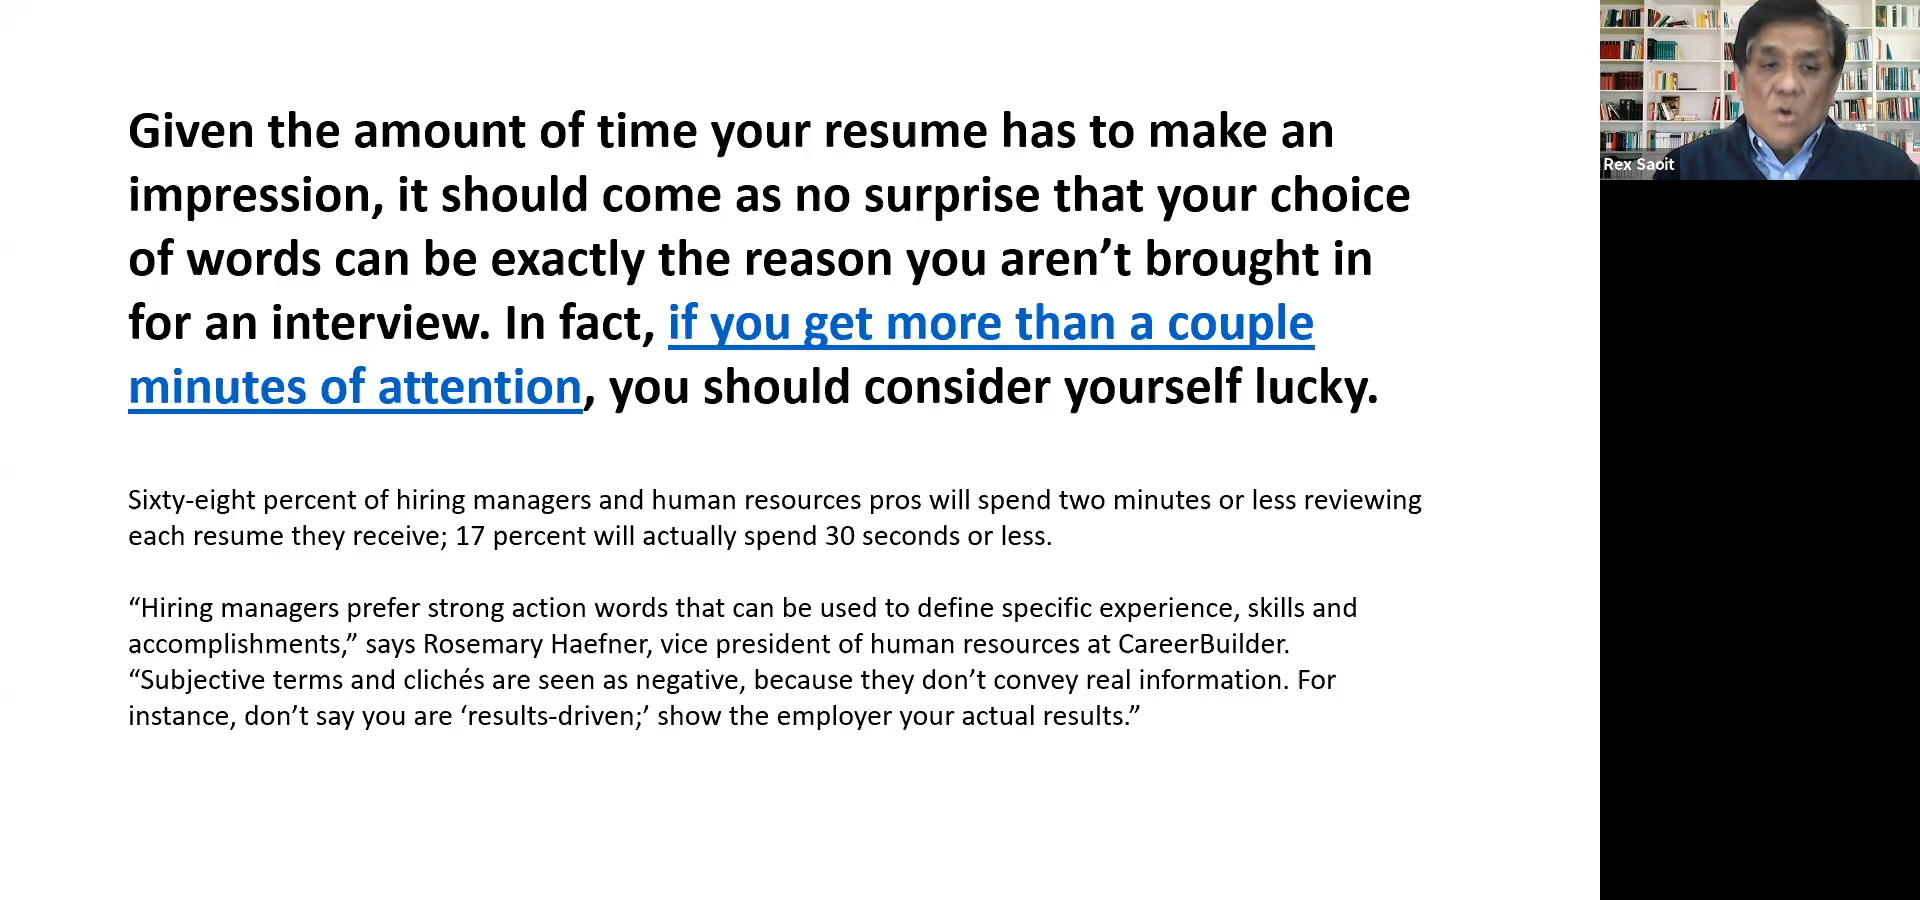 Given the amount of time your resume has to make an
impression, it should come as no surprise that your choice
of words can be exactly the reason you aren’t brought in
for an interview. In fact, if you get more than a couple
minutes of attention, you should consider yourself lucky.
Sixty-eight percent of hiring managers and human resources pros will spend two minutes or less reviewing
each resume they receive; 17 percent will actually spend 30 seconds or less.
“Hiring managers prefer strong action words that can be used to define specific experience, skills and
accomplishments,” says Rosemary Haefner, vice president of human resources at CareerBuilder.
“Subjective terms and clichés are seen as negative, because they don’t convey real information. For
instance, don’t say you are ‘results-driven;’ show the employer your actual results.”
Rex Saoit